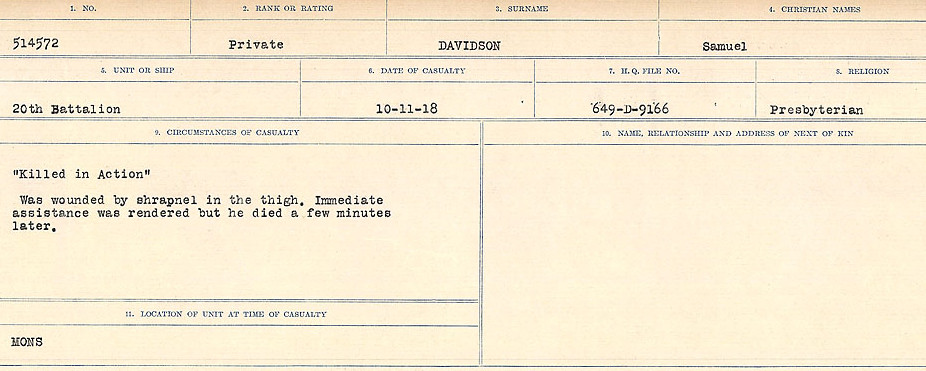 1. NO. 2. RANK OR RATING 3. SURNAME 4. CHRISTIAN NAMES
514572 Private DAVIDSON Samuel
5. UNIT OR SHIP 6. DATE OF CASUALTY 7. H.Q. FILE NO. 8. RELIGION
20th Battalion 10-11-18 649-D-9166 Presbyterian
9. CIRCUMSTANCES OF CASUALTY 10. NAME, RELATIONSHIP AND ADDRESS OF NEXT OF KIN
"Killed in Action"
Was wounded by shrapnel in the thigh. Immediate
assistance was rendered but he died a few minutes
later.
11. LOCATION OF UNIT AT TIME OF CASUALTY
MONS